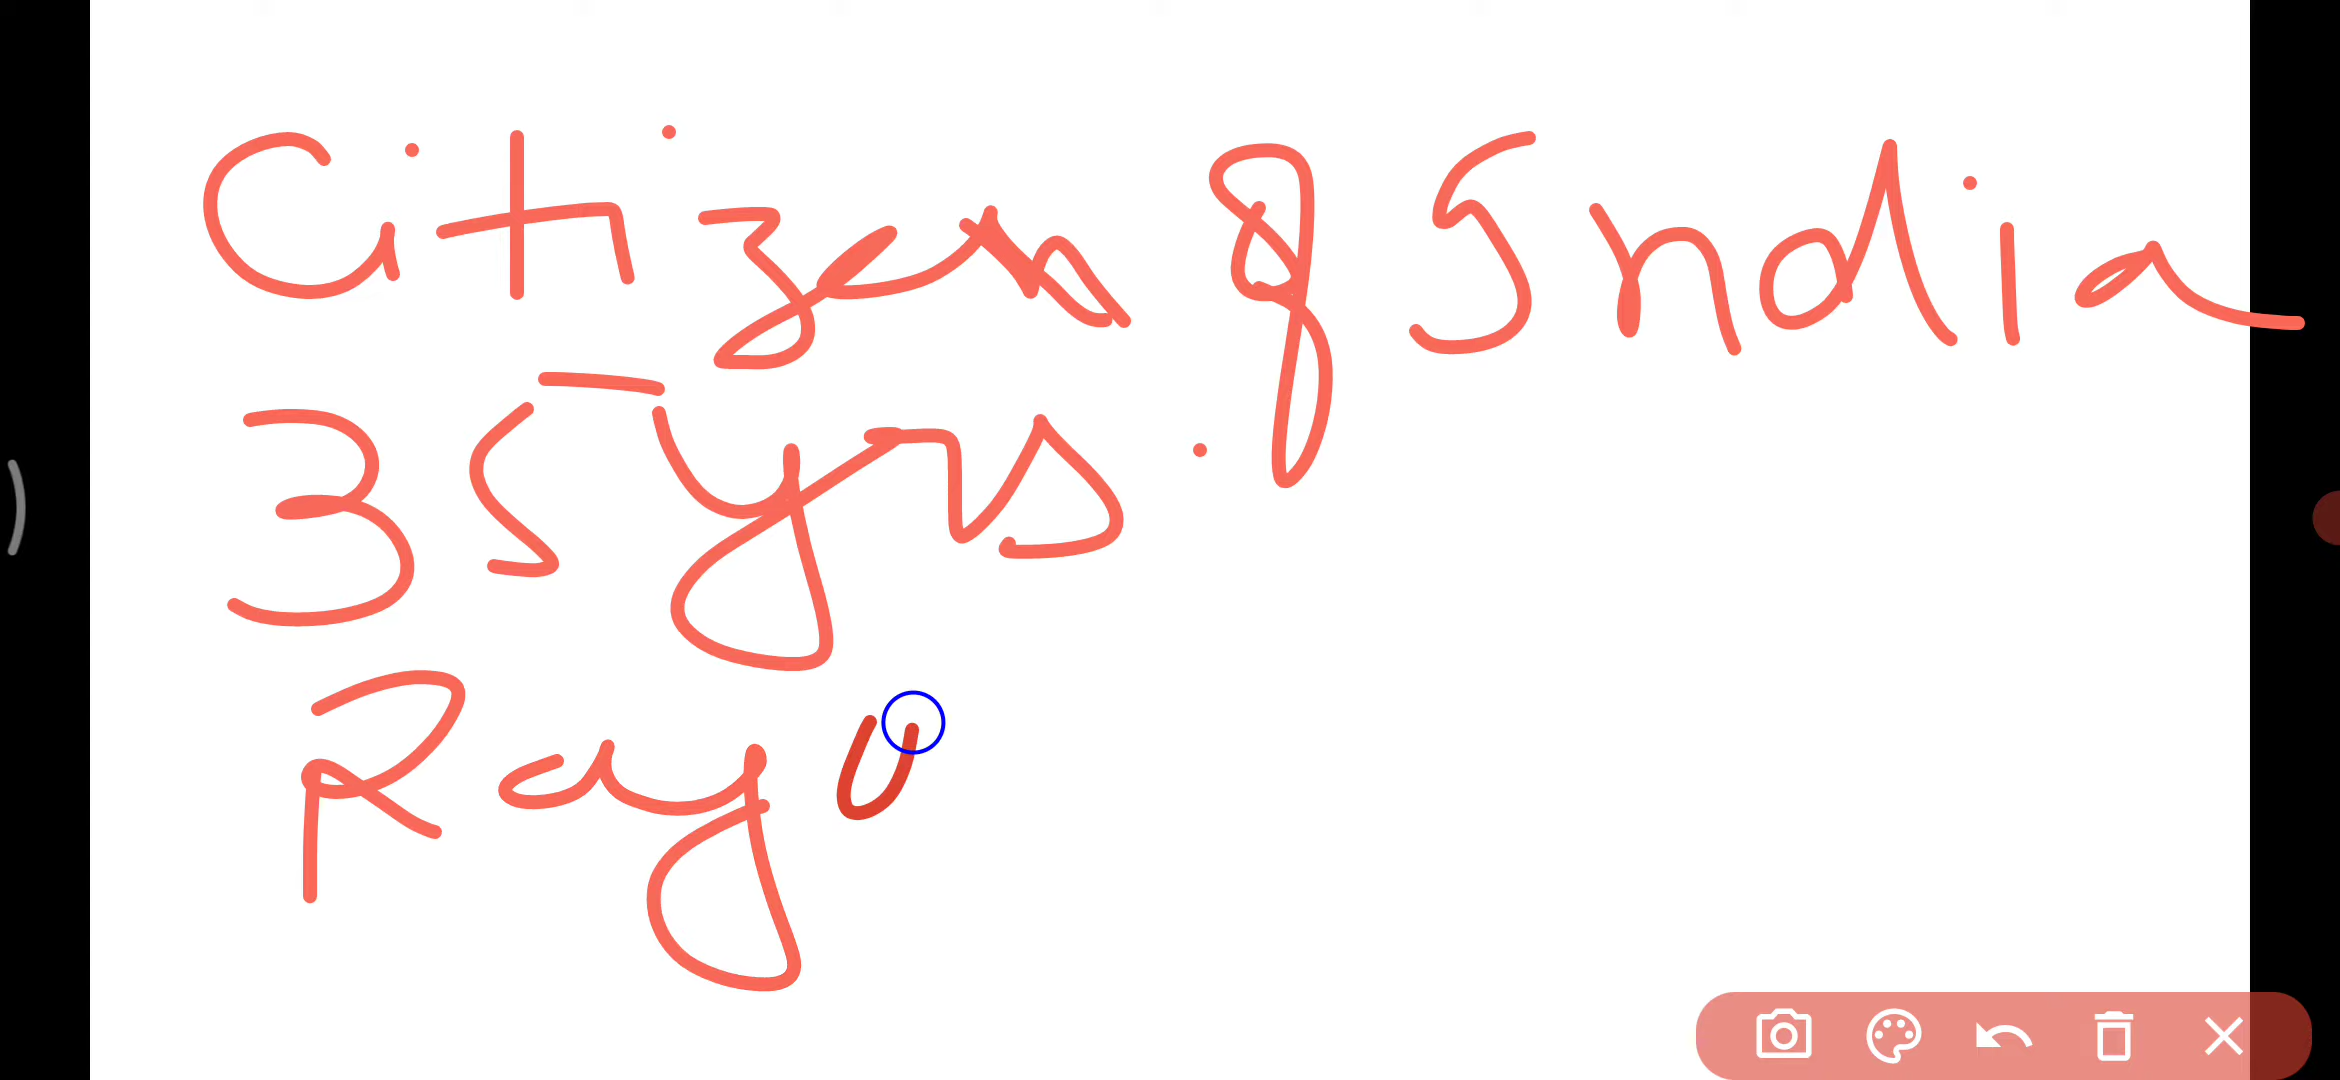 Citizen of India
35 yrs.
Ray